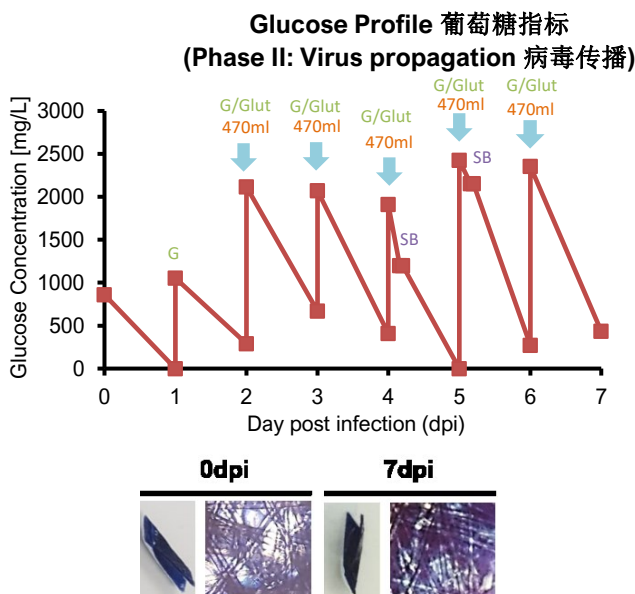 Glucose Profile 葡萄糖指标
(Phase II: Virus propagation 病毒传播)
G/Glut
470ml
G/Glut
470ml
G/Glut
470ml
G/Glut
470ml
G/Glut
470ml
G
SB
SB
Glucose Concentration [mg/L]
3000
2500
2000
1500
1000
500
0
0 1 2 3 4 5 6 7
Day post infection (dpi)
0dpi 7dpi